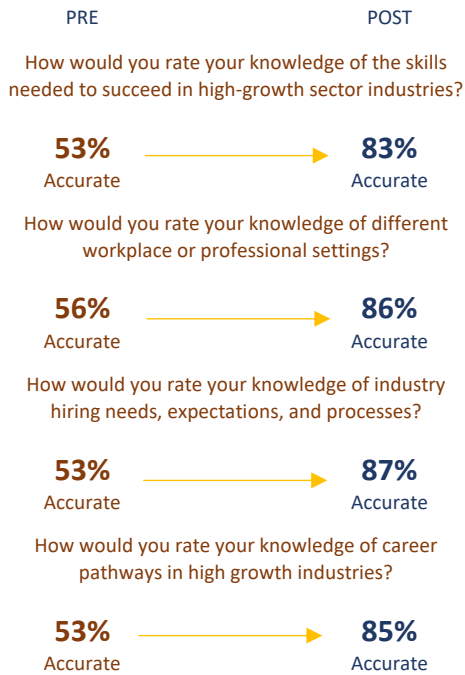 PRE POST
How would you rate your knowledge of the skills
needed to succeed in high-growth sector industries?
53% 83%
Accurate Accurate
How would you rate your knowledge of different
workplace or professional settings?
56% 86%
Accurate Accurate
How would you rate your knowledge of industry
hiring needs, expectations, and processes?
53% 87%
Accurate Accurate
How would you rate your knowledge of career
pathways in high growth industries?
53% 85%
Accurate Accurate